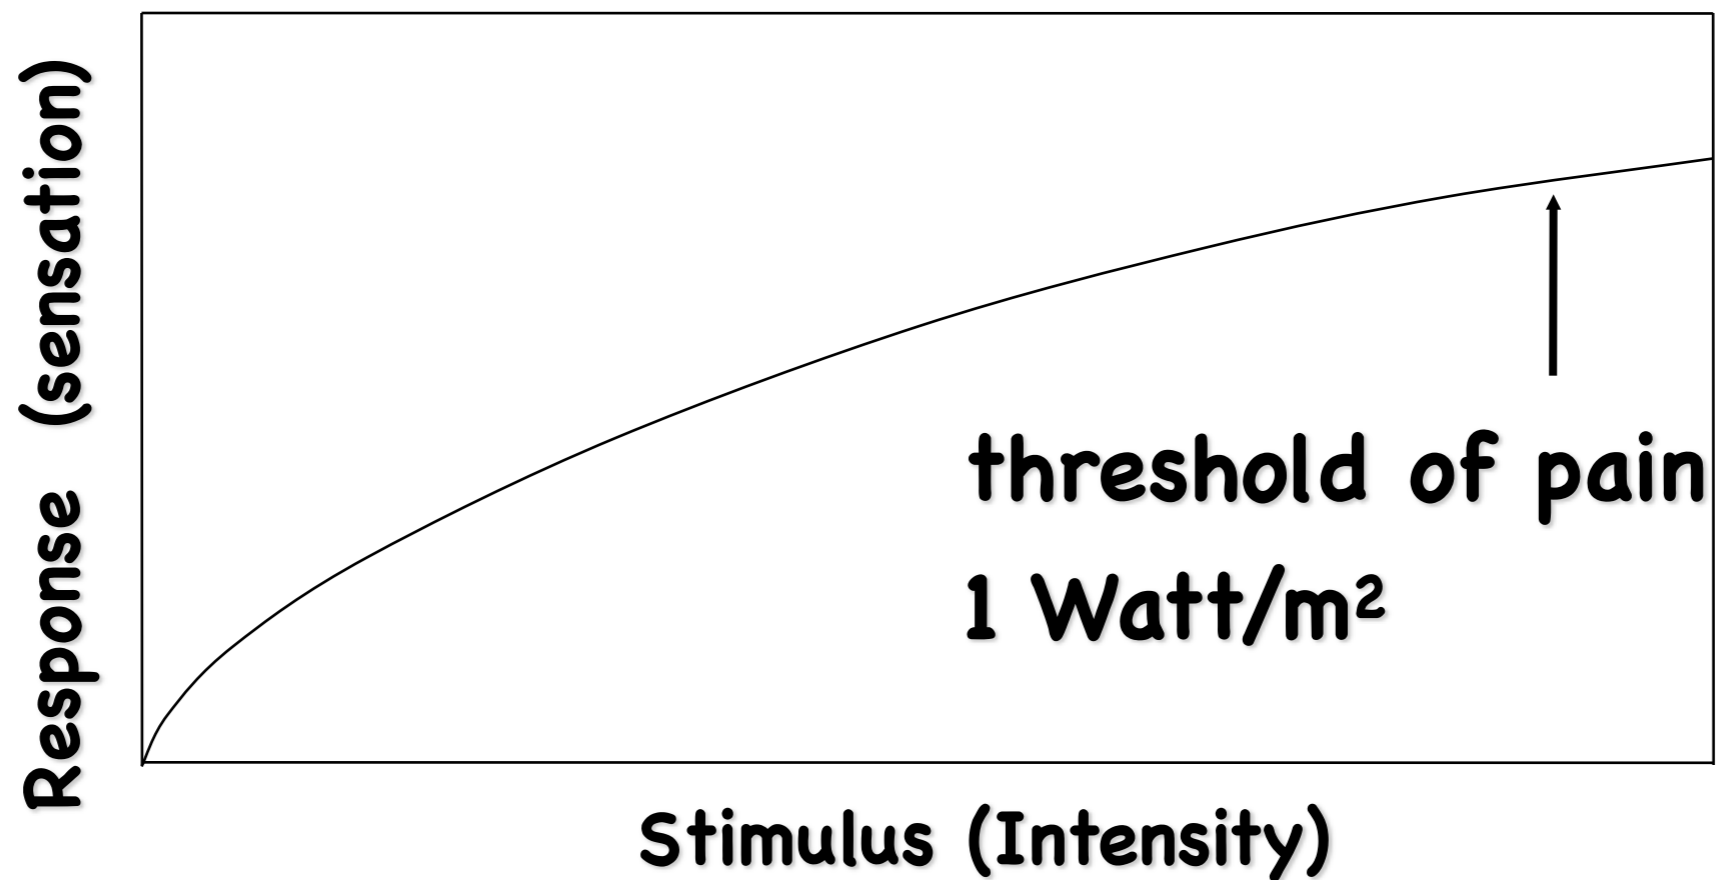 Response (sensation)
threshold of pain
1 Watt/m²
Stimulus (Intensity)